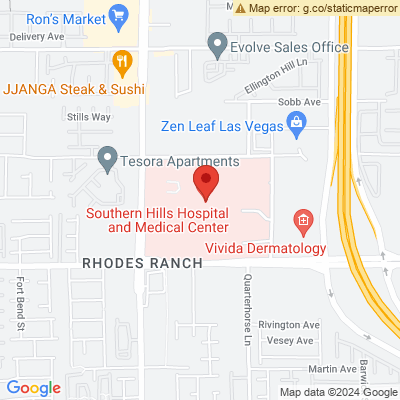 Map error: g.co/staticmaperror
Ron's Market
Delivery Ave
Evolve Sales Office
Ellington Hill Ln
JJANGA Steak & Sushi
Sobb Ave
Stills Way
Zen Leaf Las Vegas
Tesora Apartments
Southern Hills Hospital
and Medical Center
Vivida Dermatology
RHODES RANCH
Fort Bend St
Quarterhorse Ln
Rivington Ave
Vesey Ave
Martin Ave
Barwi
Google
Map data ©2024 Google